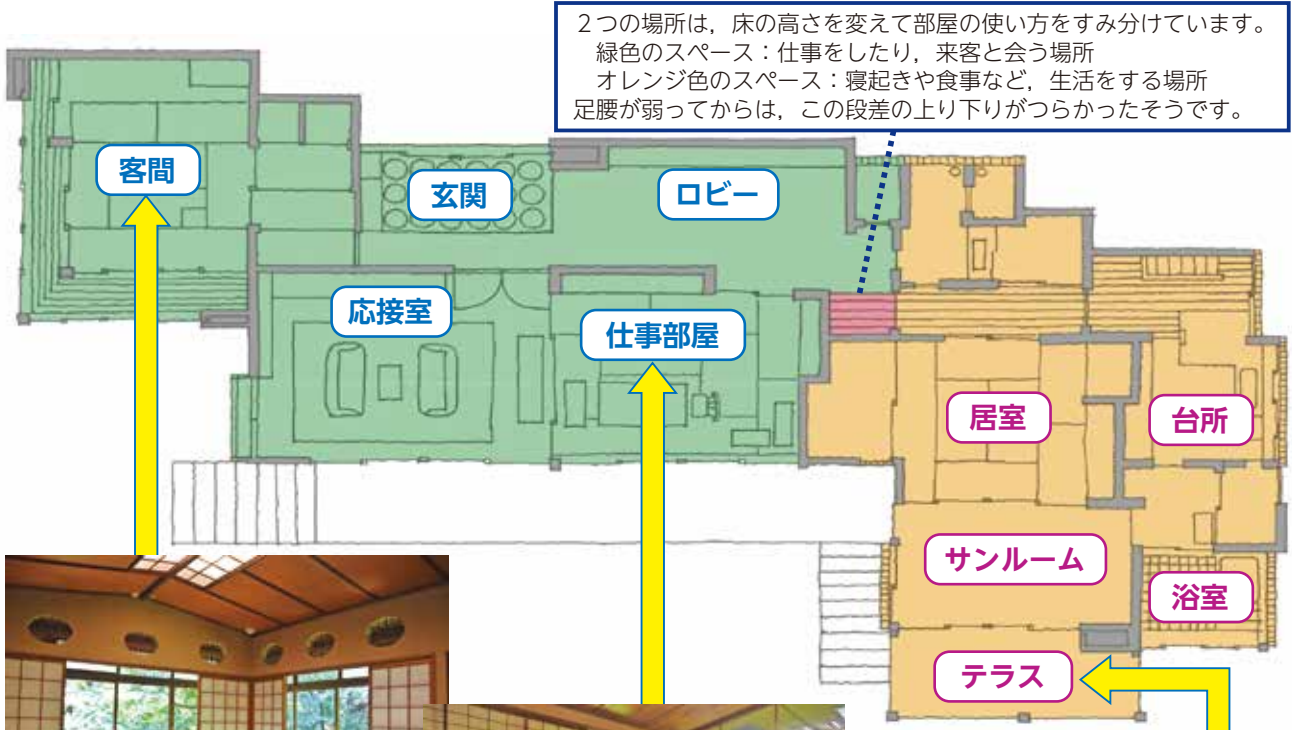 ２つの場所は，床の高さを変えて部屋の使い方をすみ分けています。
緑色のスペース：仕事をしたり，来客と会う場所
オレンジ色のスペース：寝起きや食事など，生活をする場所
足腰が弱ってからは，この段差の上り下りがつらかったそうです。
客間
玄関
ロビー
応接室
仕事部屋
居室
台所
サンルーム
浴室
テラス